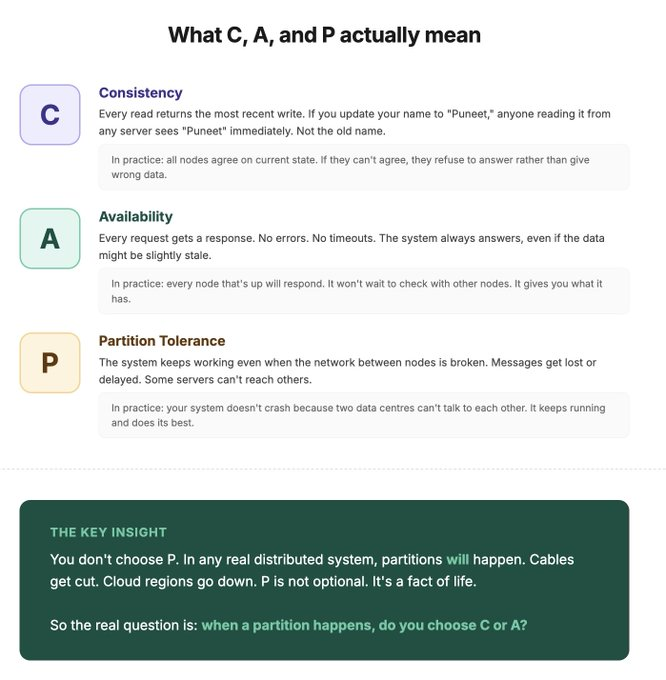 What C, A, and P actually mean
C
Consistency
Every read returns the most recent write. If you update your name to "Puneet," anyone reading it from
any server sees "Puneet" immediately. Not the old name.
In practice: all nodes agree on current state. If they can't agree, they refuse to answer rather than give
wrong data.
A
Availability
Every request gets a response. No errors. No timeouts. The system always answers, even if the data
might be slightly stale.
In practice: every node that's up will respond. It won't wait to check with other nodes. It gives you what it
has.
P
Partition Tolerance
The system keeps working even when the network between nodes is broken. Messages get lost or
delayed. Some servers can't reach others.
In practice: your system doesn't crash because two data centres can't talk to each other. It keeps running
and does its best.
THE KEY INSIGHT
You don't choose P. In any real distributed system, partitions will happen. Cables
get cut. Cloud regions go down. P is not optional. It's a fact of life.
So the real question is: when a partition happens, do you choose C or A?